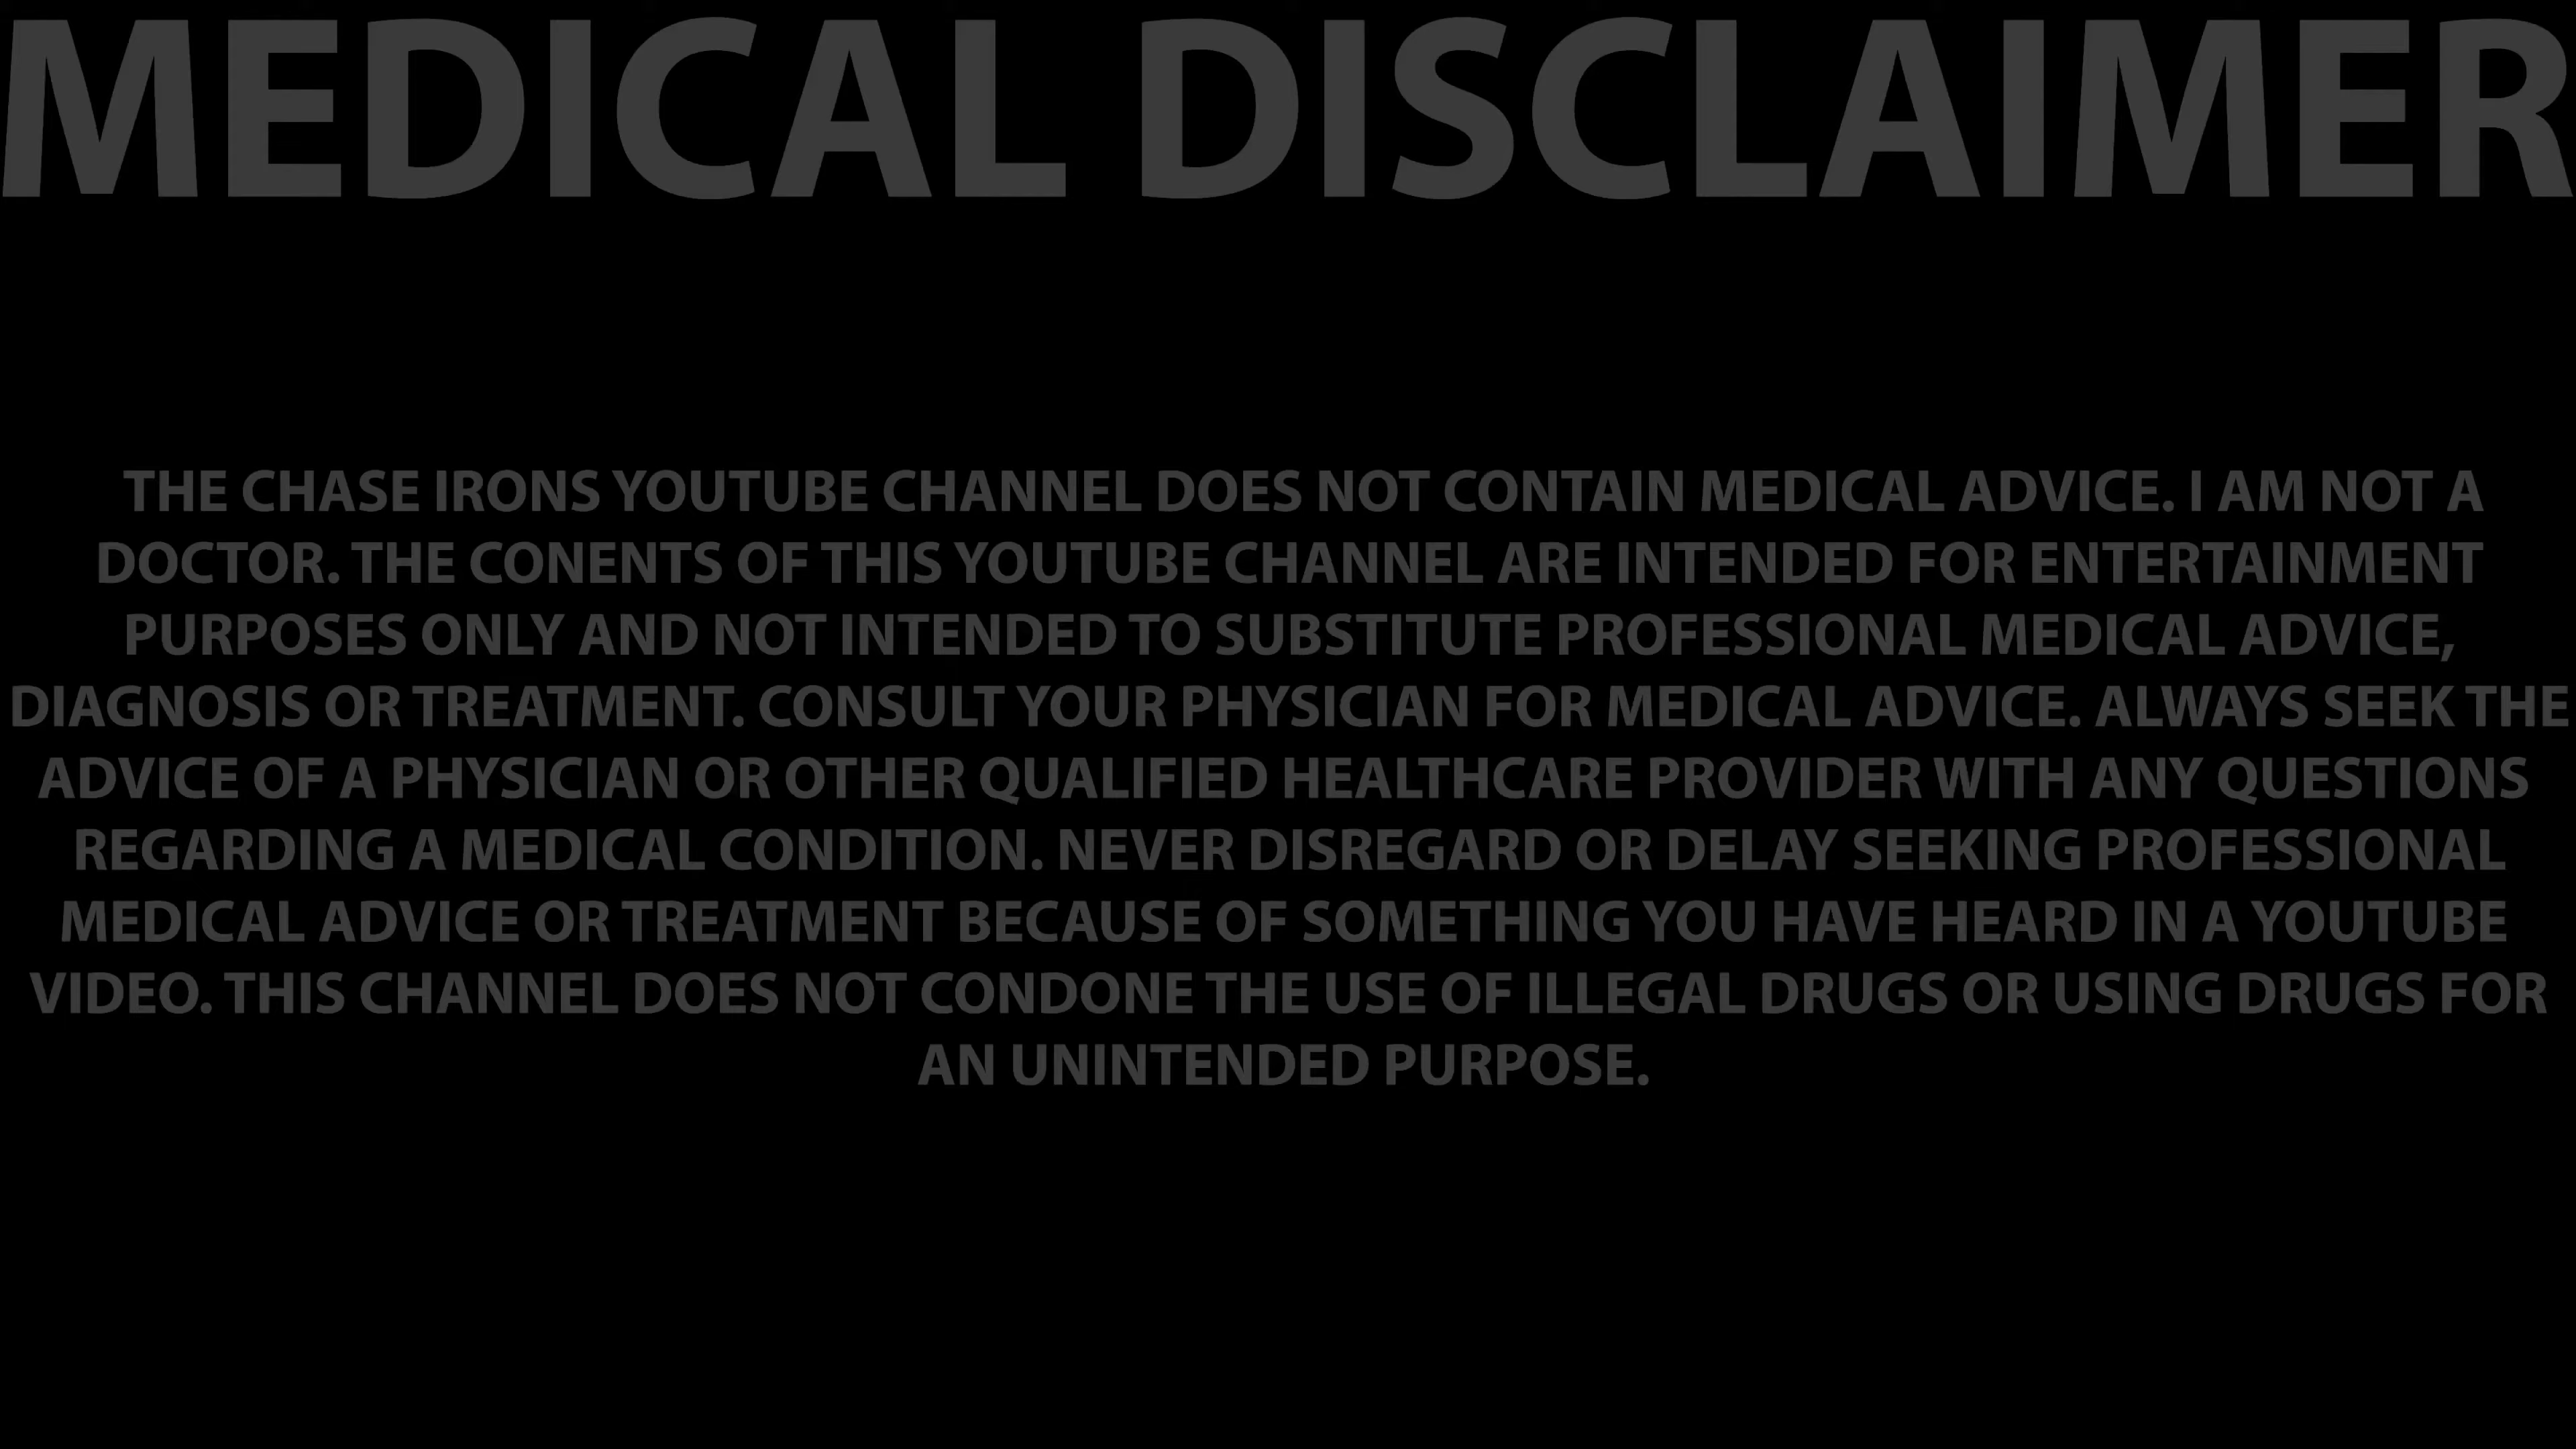 MEDICAL DISCLAIMER
THE CHASE IRONS YOUTUBE CHANNEL DOES NOT CONTAIN MEDICAL ADVICE. I AM NOT A
DOCTOR. THE CONENTS OF THIS YOUTUBE CHANNEL ARE INTENDED FOR ENTERTAINMENT
PURPOSES ONLY AND NOT INTENDED TO SUBSTITUTE PROFESSIONAL MEDICAL ADVICE,
DIAGNOSIS OR TREATMENT. CONSULT YOUR PHYSICIAN FOR MEDICAL ADVICE. ALWAYS SEEK THE
ADVICE OF A PHYSICIAN OR OTHER QUALIFIED HEALTHCARE PROVIDER WITH ANY QUESTIONS
REGARDING A MEDICAL CONDITION. NEVER DISREGARD OR DELAY SEEKING PROFESSIONAL
MEDICAL ADVICE OR TREATMENT BECAUSE OF SOMETHING YOU HAVE HEARD IN A YOUTUBE
VIDEO. THIS CHANNEL DOES NOT CONDONE THE USE OF ILLEGAL DRUGS OR USING DRUGS FOR
AN UNINTENDED PURPOSE.